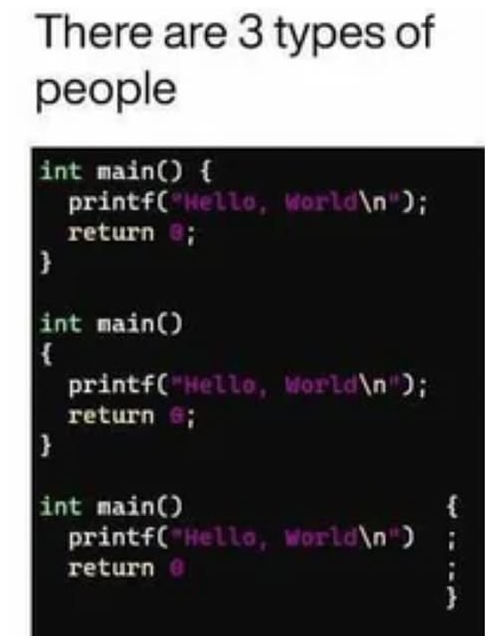 There are 3 types of
people
int main() {
  printf("Hello, World\n");
  return 0;
}
int main()
{
  printf("Hello, World\n");
  return 0;
}
int main()                   {
  printf("Hello, World\n")   ;
  return 0                   ;
                             }